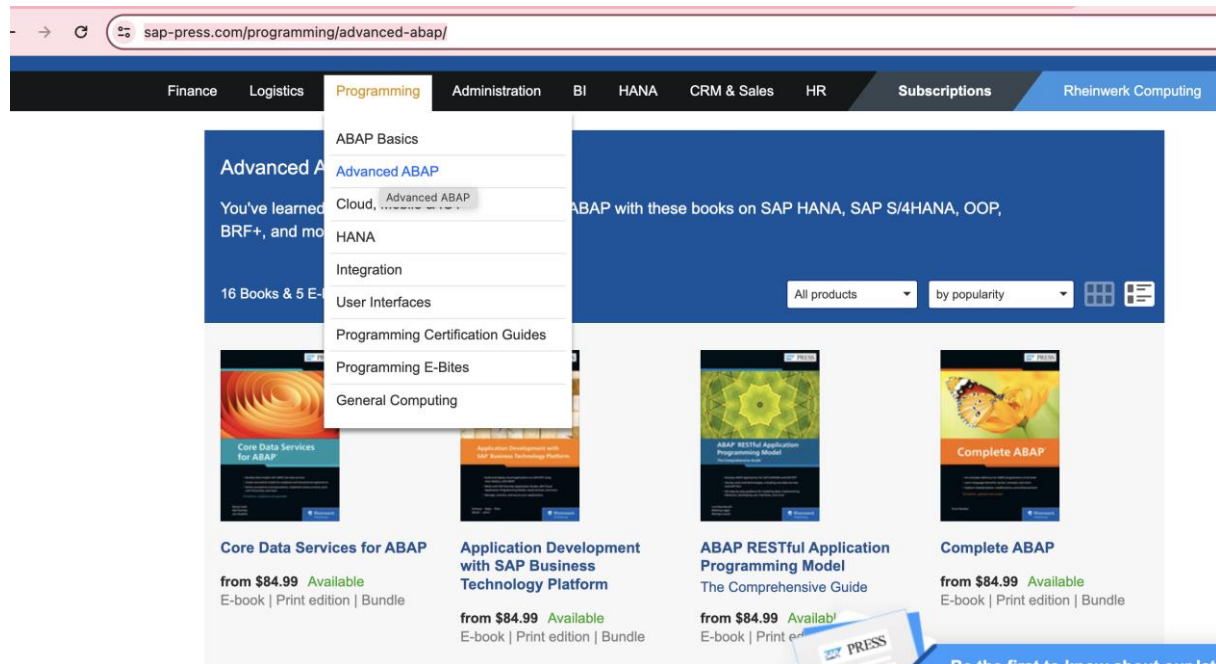 sap-press.com/programming/advanced-abap/
Finance Logistics Programming Administration BI HANA CRM & Sales HR Subscriptions Rheinwerk Computing
ABAP Basics
Advanced ABAP
Cloud,
Advanced ABAP
HANA
Integration
User Interfaces
Programming Certification Guides
Programming E-Bites
General Computing
Advanced A
You've learned ABAP with these books on SAP HANA, SAP S/4HANA, OOP,
BRF+, and mo
16 Books & 5 E-
All products by popularity
Core Data Services
for ABAP
Application Development with
SAP Business Technology Platform
SAP PRESS
ABAP RESTful Application
Programming Model
The Comprehensive Guide
SAP PRESS
Complete ABAP
Core Data Services for ABAP
from $84.99 Available
E-book | Print edition | Bundle
Application Development
with SAP Business
Technology Platform
from $84.99 Available
E-book | Print edition | Bundle
ABAP RESTful Application
Programming Model
The Comprehensive Guide
from $84.99 Availab
E-book | Print
Complete ABAP
from $84.99 Available
E-book | Print edition | Bundle
SAP PRESS